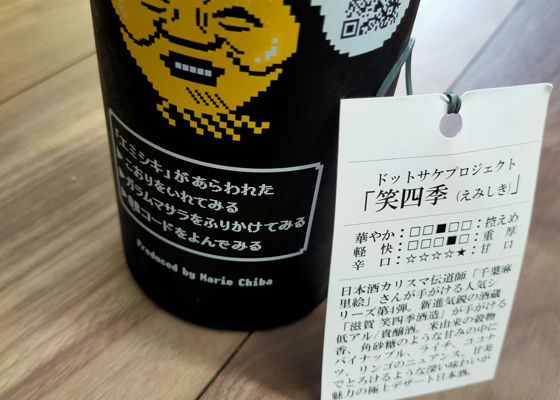 「エミシキ」があらわれた
▶こおりをいれてみる
▶ガラムマサラをふりかけてみる
コードをよんでみる
Produced by Marie Chiba
ドットサケプロジェクト
「笑四季（えみしき）」
華やか：□□■□□：控えめ
軽 快：□□□■□：重 厚
辛 口：☆☆☆☆★：甘 口
日本酒カリスマ伝道師「千葉麻
里絵」さんが手がける人気シ
リーズ第4弾。新進気鋭の酒蔵
「滋賀 笑四季酒造」が手がける
低アル/貴醸酒。米由来の穀物
香、角砂糖のような甘みの中に
パイナップル、ライチ、ココナ
ツ、リンゴのニュアンス。甘美
でとろけるような深い味わいが
魅力の極上デザート日本酒。